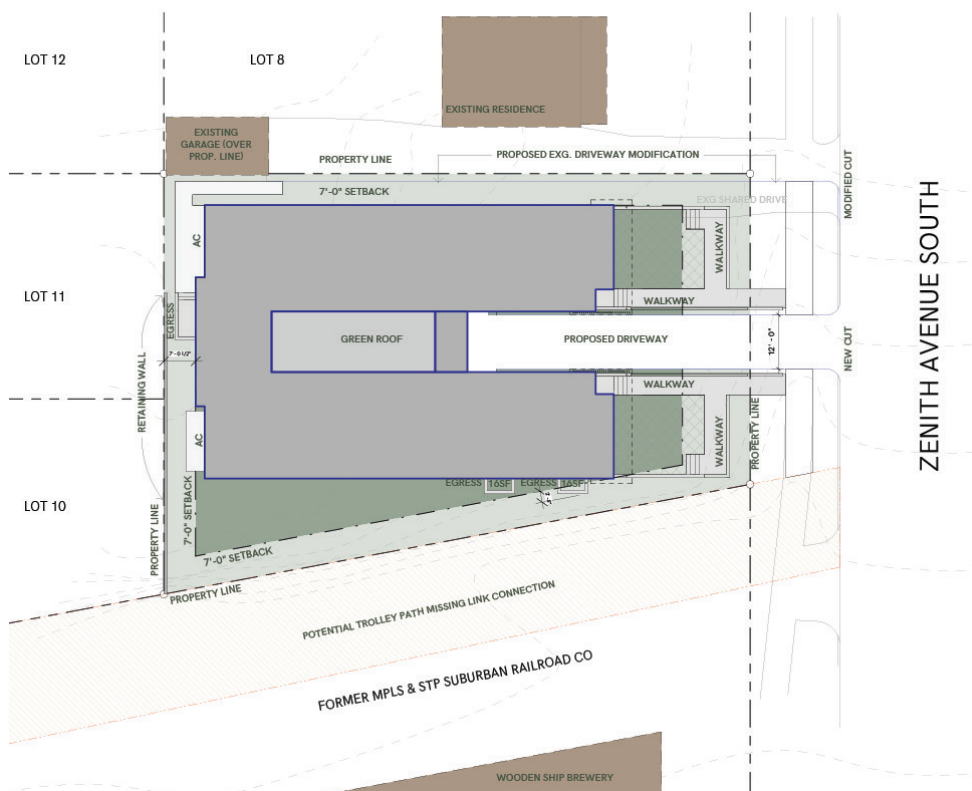 LOT 12
LOT 8
EXISTING RESIDENCE
EXISTING
GARAGE (OVER
PROP. LINE)
PROPERTY LINE
PROPOSED EXG. DRIVEWAY MODIFICATION
MODIFIED CUT
7'-0" SETBACK
EXG SHARED DRIVE
ZENITH AVENUE SOUTH
AC
WALKWAY
LOT 11
EGRESS
WALKWAY
GREEN ROOF
PROPOSED DRIVEWAY
12' - 0"
NEW CUT
7' - 0 1/2"
RETAINING WALL
WALKWAY
AC
WALKWAY
PROPERTY LINE
LOT 10
7'-0" SETBACK
EGRESS
16SF
EGRESS
16SF
PROPERTY LINE
7'-0" SETBACK
PROPERTY LINE
POTENTIAL TROLLEY PATH MISSING LINK CONNECTION
FORMER MPLS & STP SUBURBAN RAILROAD CO
WOODEN SHIP BREWERY